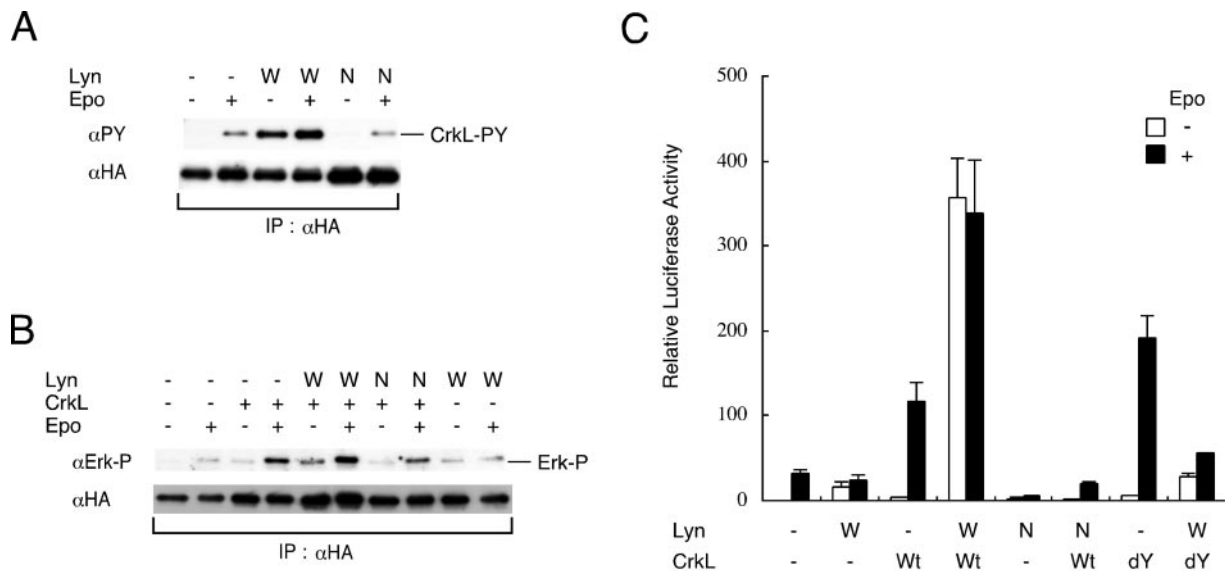 A
Lyn - - W W N N
Epo - + - + - +
αPY CrkL-PY
αHA
IP : αHA
B
Lyn - - - - W W N N W W
CrkL - - + + + + + + - -
Epo - + - + - + - + - +
αErk-P Erk-P
αHA
IP : αHA
C
Relative Luciferase Activity
500
400
300
200
100
0
Epo
-
+
Lyn - W - W N N - W
CrkL - - Wt Wt - Wt dY dY